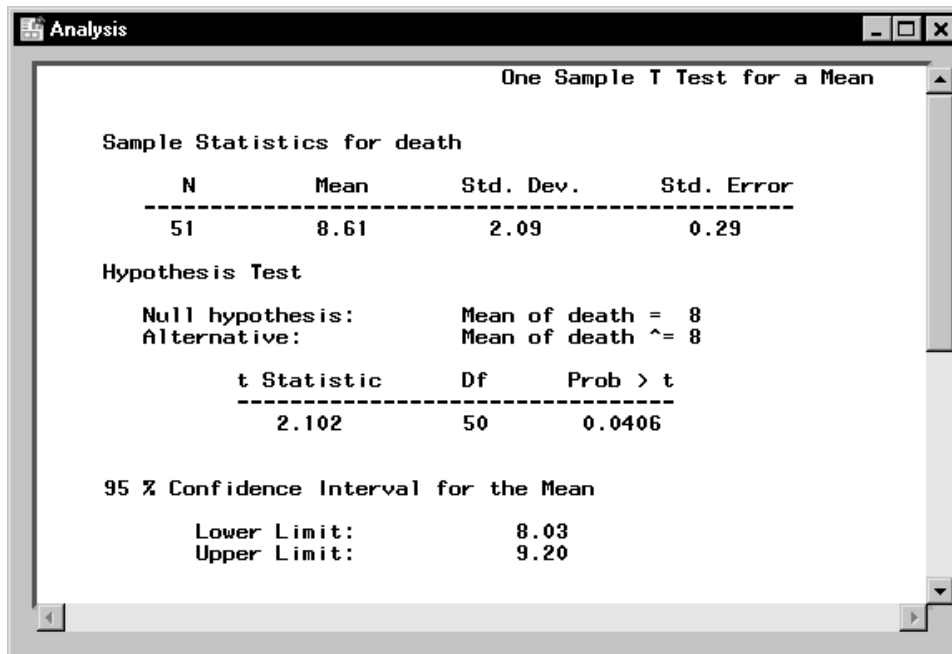 Analysis
One Sample T Test for a Mean
Sample Statistics for death
N Mean Std. Dev. Std. Error
----------------------------------------------------
51 8.61 2.09 0.29
Hypothesis Test
Null hypothesis: Mean of death = 8
Alternative: Mean of death ^= 8
t Statistic Df Prob > t
----------------------------------
2.102 50 0.0406
95 % Confidence Interval for the Mean
Lower Limit: 8.03
Upper Limit: 9.20